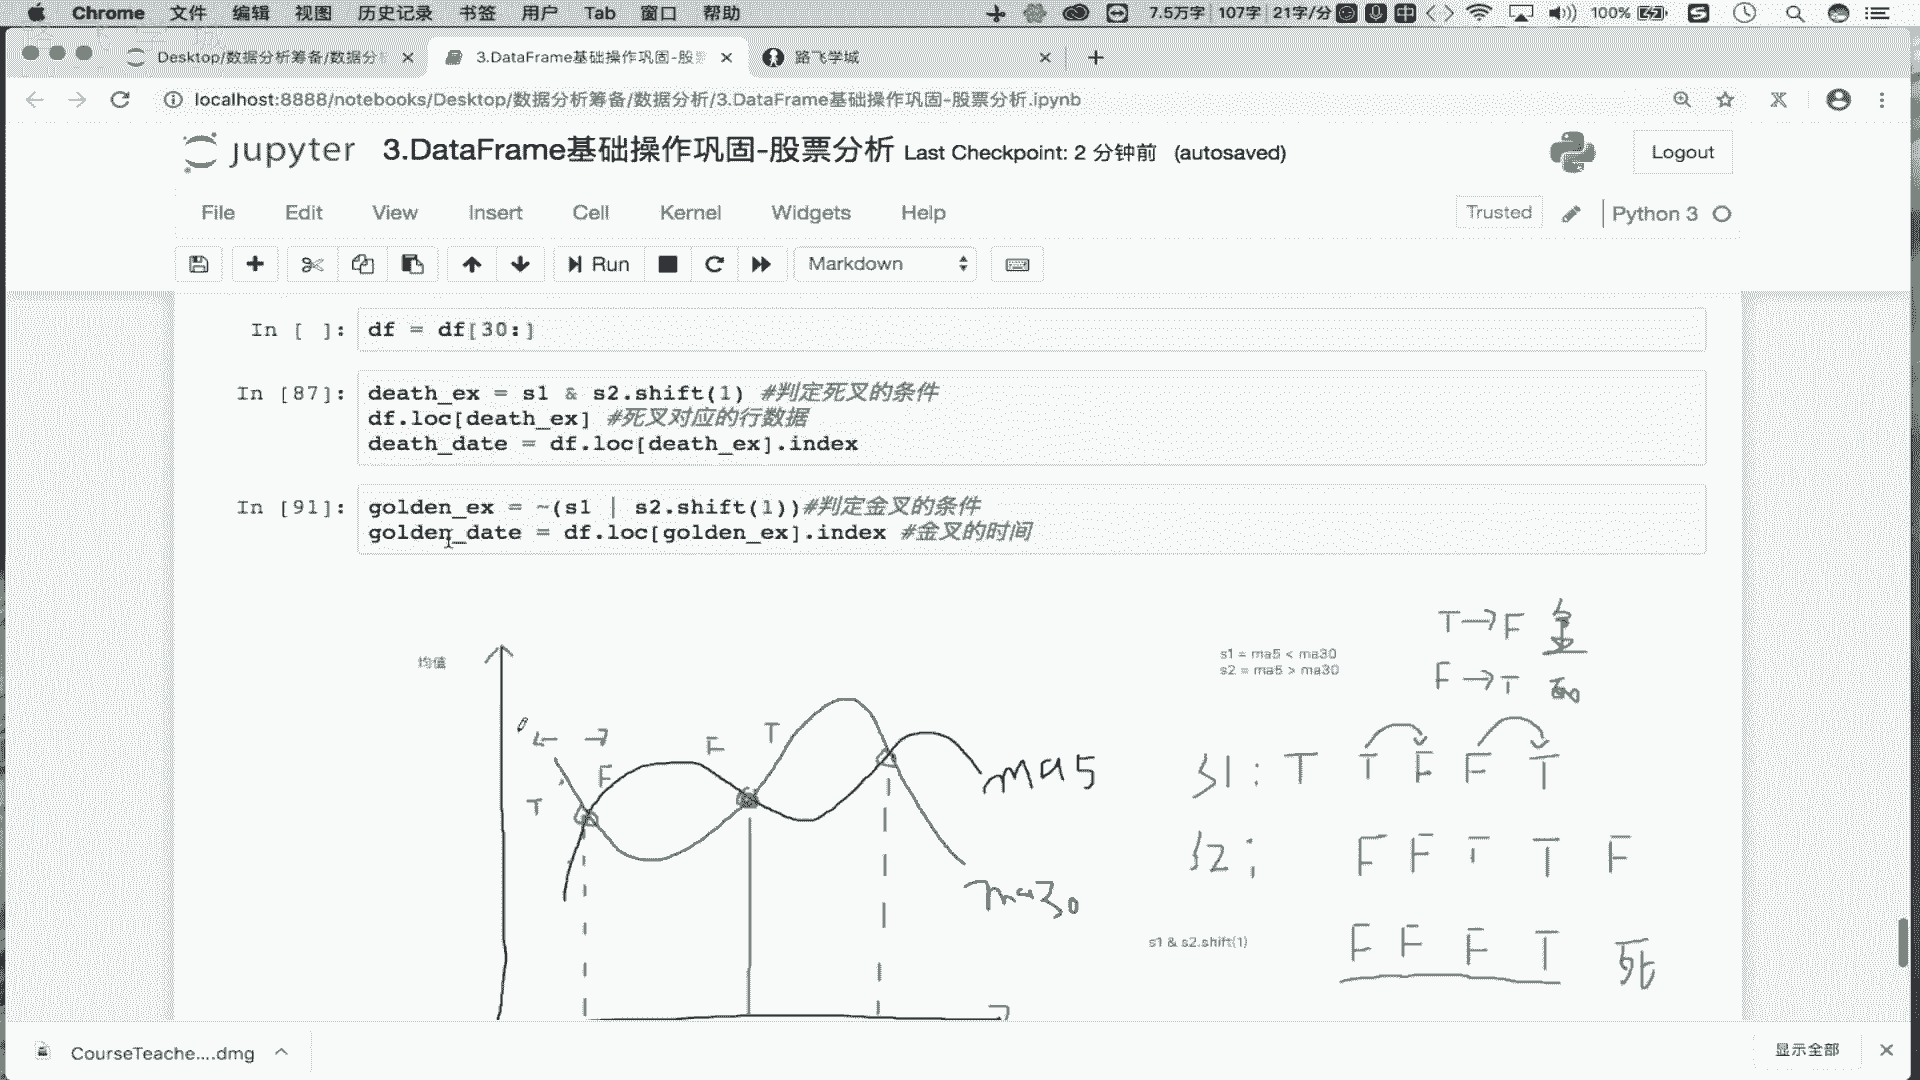 Chrome 文件 编辑 视图 历史记录 书签 用户 Tab 窗口 帮助 7.5万字 107字 21字/分 中 100%
Desktop/数据分析筹备/数据分 3.DataFrame基础操作巩固-股 路飞学城
localhost:8888/notebooks/Desktop/数据分析筹备/数据分析/3.DataFrame基础操作巩固-股票分析.ipynb
jupyter 3.DataFrame基础操作巩固-股票分析 Last Checkpoint: 2 分钟前 (autosaved) Logout
File Edit View Insert Cell Kernel Widgets Help Trusted Python 3
Run Markdown
In [ ]: df = df[30:]
In [87]: death_ex = s1 & s2.shift(1) #判定死叉的条件
df.loc[death_ex] #死叉对应的行数据
death_date = df.loc[death_ex].index
In [91]: golden_ex = ~(s1 | s2.shift(1))#判定金叉的条件
golden_date = df.loc[golden_ex].index #金叉的时间
T→F 金
均值
s1 = ma5 < ma30
s2 = ma5 > ma30
F→T
F T
T F
ma5
S1: T T F F T
S2: F F T T F
ma30
s1 & s2.shift(1) F F F T 死
CourseTeache....dmg 显示全部